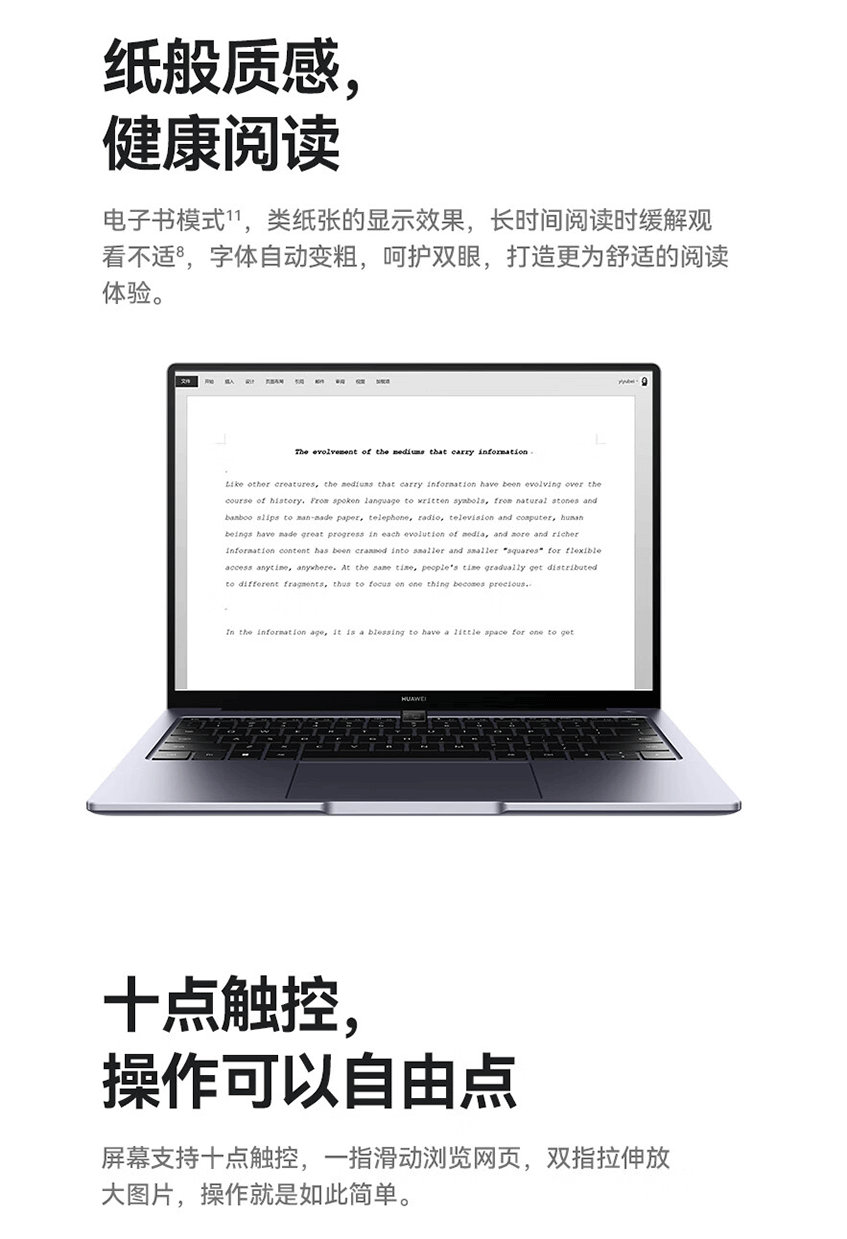 纸般质感，
健康阅读
电子书模式¹¹，类纸张的显示效果，长时间阅读时缓解观
看不适⁸，字体自动变粗，呵护双眼，打造更为舒适的阅读
体验。
文件 开始 插入 设计 页面布局 引用 邮件 审阅 视图 加载项 yiyubei
The evolvement of the mediums that carry information
Like other creatures, the mediums that carry information have been evolving over the
course of history. From spoken language to written symbols, from natural stones and
bamboo slips to man-made paper, telephone, radio, television and computer, human
beings have made great progress in each evolution of media, and more and richer
information content has been crammed into smaller and smaller "squares" for flexible
access anytime, anywhere. At the same time, people's time gradually get distributed
to different fragments, thus to focus on one thing becomes precious.
In the information age, it is a blessing to have a little space for one to get
HUAWEI
十点触控，
操作可以自由点
屏幕支持十点触控，一指滑动浏览网页，双指拉伸放
大图片，操作就是如此简单。